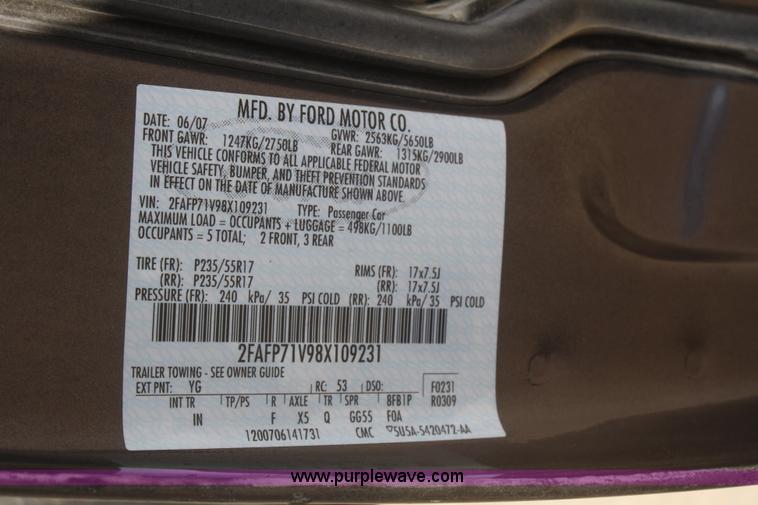 MFD. BY FORD MOTOR CO.
DATE: 06/07 GVWR: 2563KG/5650LB
FRONT GAWR: 1247KG/2750LB REAR GAWR: 1315KG/2900LB
THIS VEHICLE CONFORMS TO ALL APPLICABLE FEDERAL MOTOR
VEHICLE SAFETY, BUMPER, AND THEFT PREVENTION STANDARDS
IN EFFECT ON THE DATE OF MANUFACTURE SHOWN ABOVE.
VIN: 2FAFP71V98X109231 TYPE: Passenger Car
MAXIMUM LOAD = OCCUPANTS + LUGGAGE = 498KG/1100LB
OCCUPANTS = 5 TOTAL; 2 FRONT, 3 REAR
TIRE (FR): P235/55R17 RIMS (FR): 17x7.5J
(RR): P235/55R17 (RR): 17x7.5J
PRESSURE (FR): 240 kPa/ 35 PSI COLD (RR): 240 kPa/ 35 PSI COLD
2FAFP71V98X109231
TRAILER TOWING - SEE OWNER GUIDE
EXT PNT: YG RC: 53 DSO: F0231
INT TR TP/PS R AXLE TR SPR 8FB1P R0309
IN F X5 Q GG55 FOA
1200706141731 CMC 5U5A-5420472-AA
www.purplewave.com